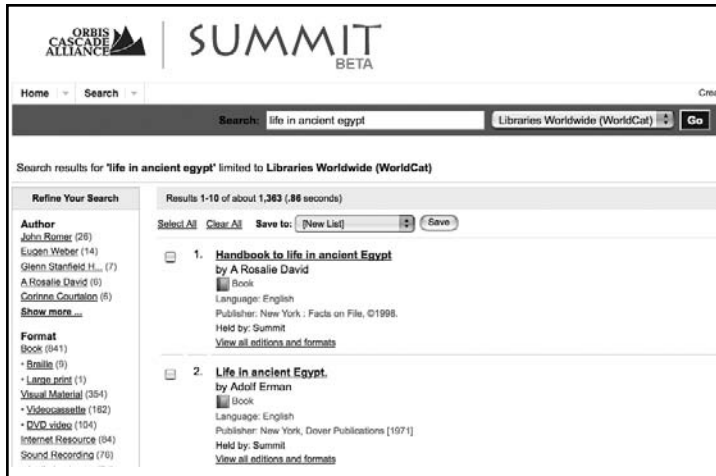 ORBIS
CASCADE
ALLIANCE
SUMMIT
BETA
Home Search
Search: life in ancient egypt Libraries Worldwide (WorldCat) Go
Search results for 'life in ancient egypt' limited to Libraries Worldwide (WorldCat)
Refine Your Search
Author
John Romer (26)
Eugen Weber (14)
Glenn Stanfield H... (7)
A Rosalie David (6)
Corinne Courtalon (6)
Show more ...
Format
Book (841)
• Braille (9)
• Large print (1)
Visual Material (354)
• Videocassette (182)
• DVD video (104)
Internet Resource (84)
Sound Recording (76)
Results 1-10 of about 1,363 (.86 seconds)
Select All Clear All Save to: [New List] Save
1. Handbook to life in ancient Egypt
by A Rosalie David
Book
Language: English
Publisher: New York : Facts on File, ©1998.
Held by: Summit
View all editions and formats
2. Life in ancient Egypt.
by Adolf Erman
Book
Language: English
Publisher: New York, Dover Publications [1971]
Held by: Summit
View all editions and formats